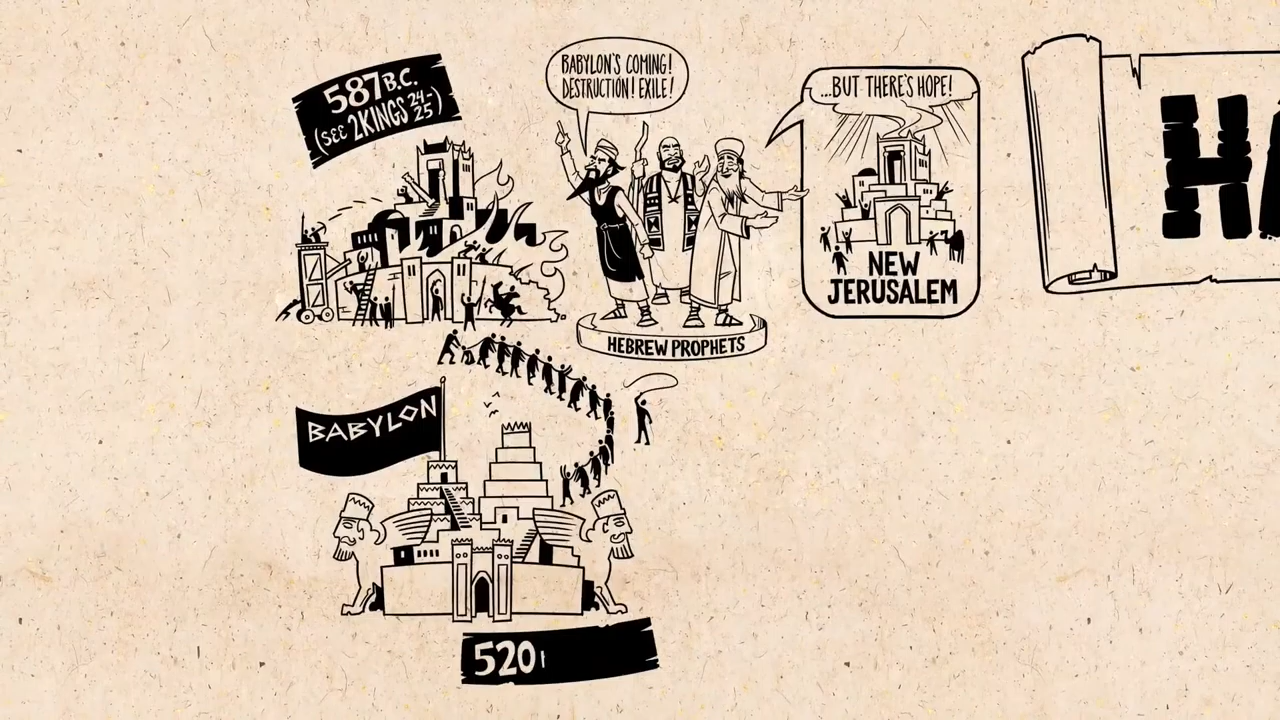 587 B.C.
(SEE 2 KINGS 24-25)
BABYLON'S COMING!
DESTRUCTION! EXILE!
...BUT THERE'S HOPE!
NEW
JERUSALEM
HEBREW PROPHETS
BABYLON
520
H